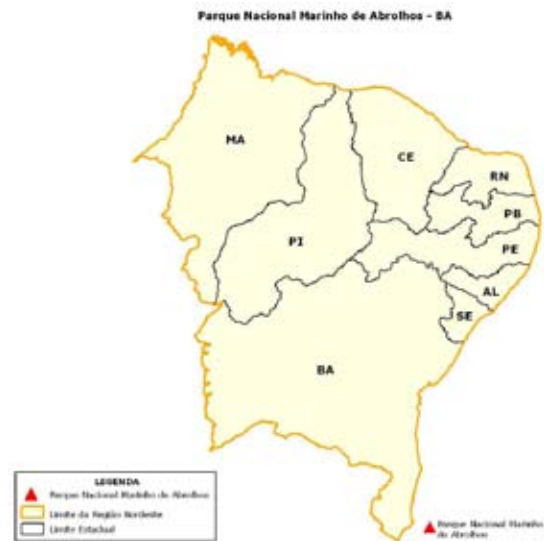 Parque Nacional Marinho de Abrolhos - BA
MA
CE
RN
PB
PI
PE
AL
SE
BA
LEGENDA
Parque Nacional Marinho de Abrolhos
Limite da Região Nordeste
Limite Estadual
Parque Nacional Marinho
de Abrolhos